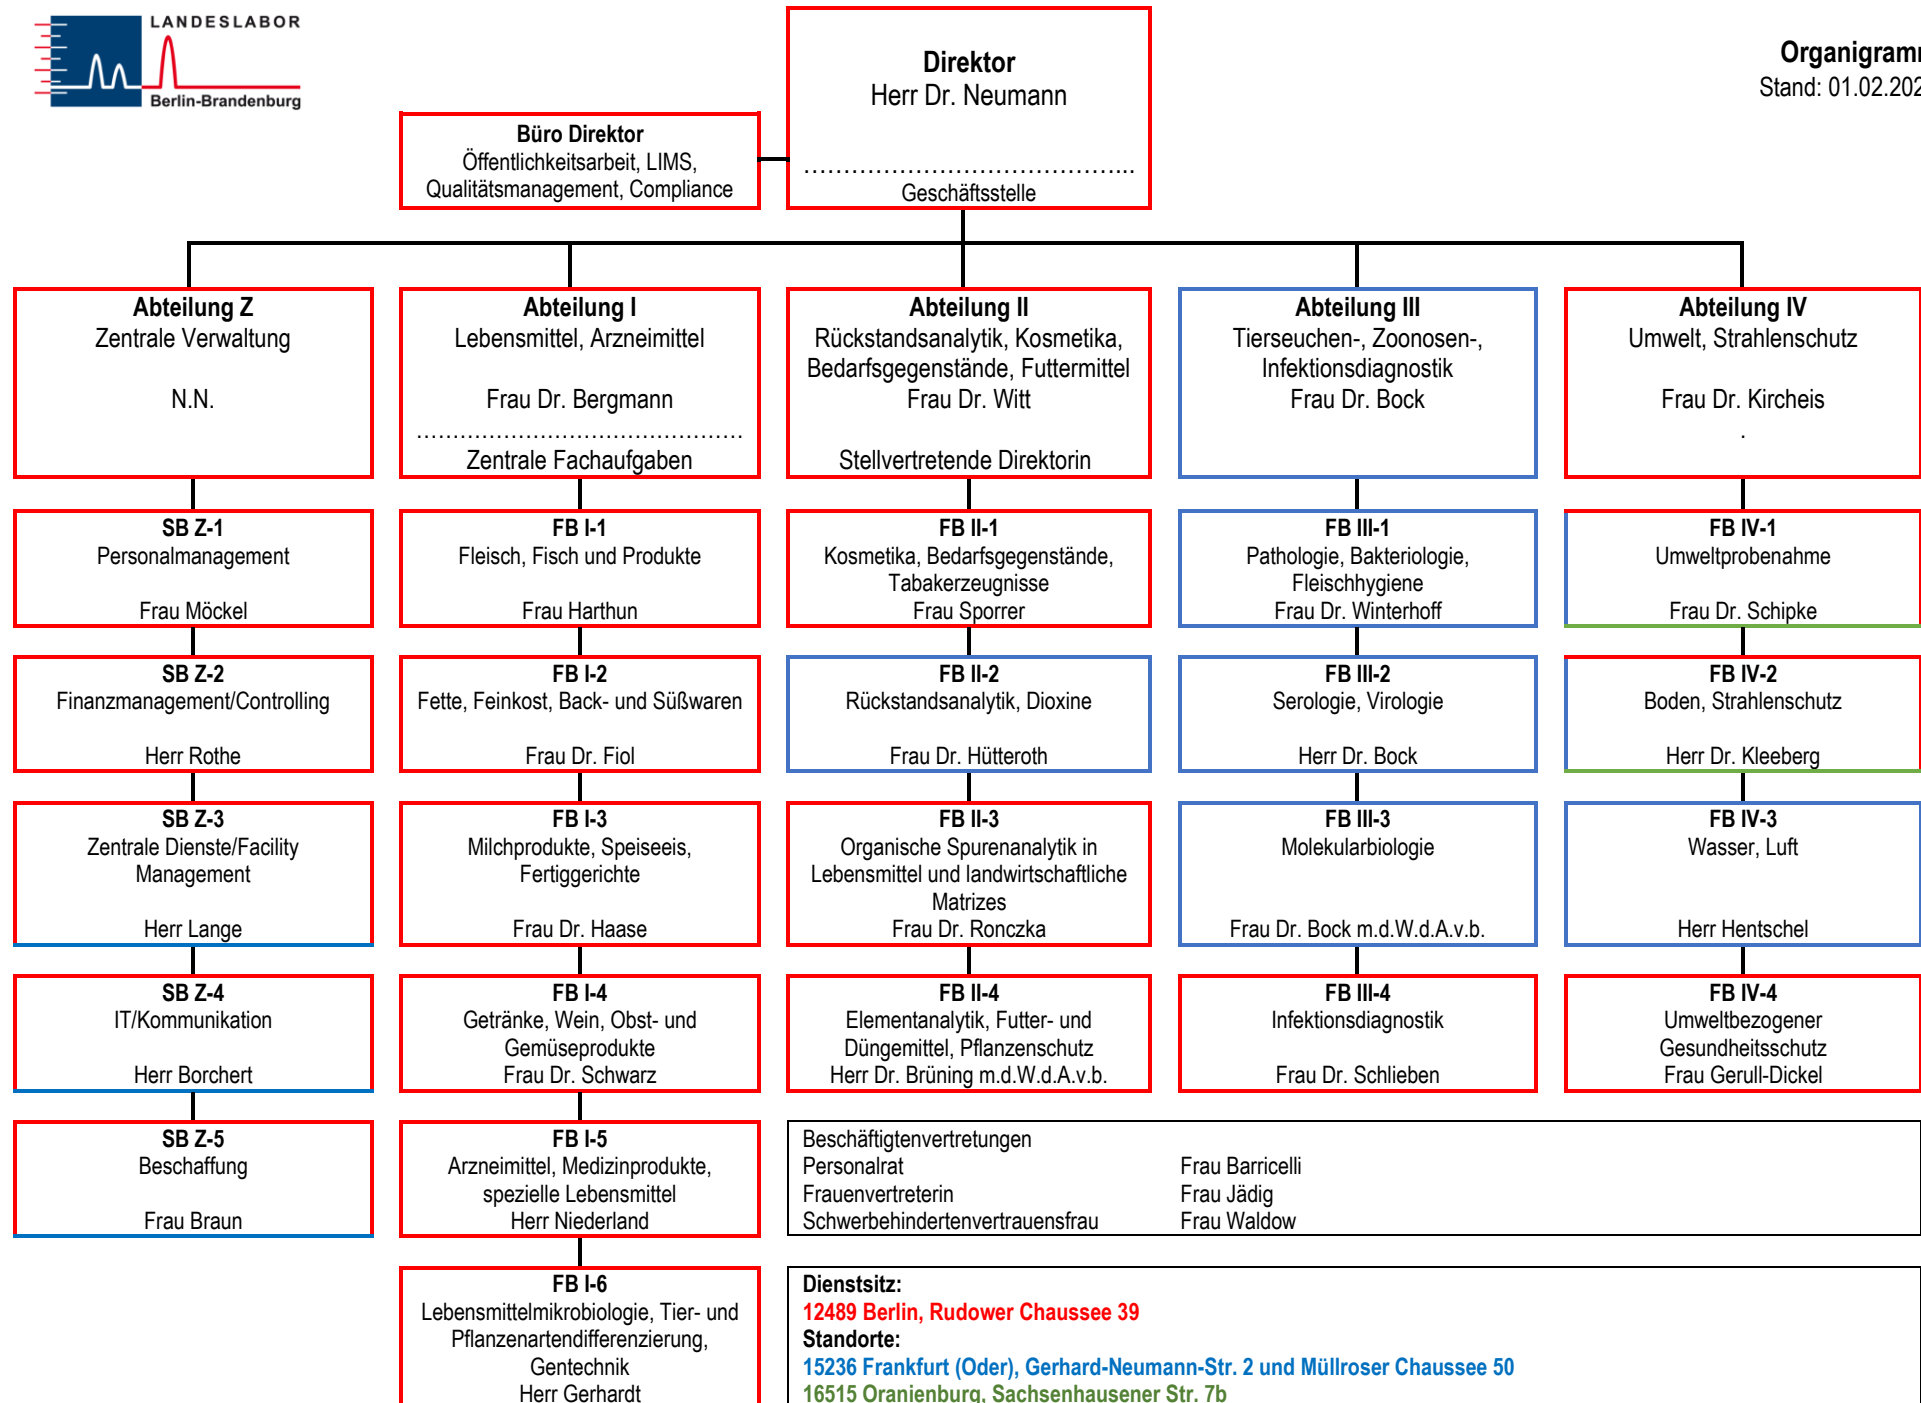 LANDESLABOR
Berlin-Brandenburg
Direktor
Herr Dr. Neumann
…………………………………...
Geschäftsstelle
Organigramm
Stand: 01.02.202
Büro Direktor
Öffentlichkeitsarbeit, LIMS,
Qualitätsmanagement, Compliance
Abteilung Z
Zentrale Verwaltung
N.N.
Abteilung I
Lebensmittel, Arzneimittel
Frau Dr. Bergmann
………………………………………
Zentrale Fachaufgaben
Abteilung II
Rückstandsanalytik, Kosmetika,
Bedarfsgegenstände, Futtermittel
Frau Dr. Witt
Stellvertretende Direktorin
Abteilung III
Tierseuchen-, Zoonosen-,
Infektionsdiagnostik
Frau Dr. Bock
Abteilung IV
Umwelt, Strahlenschutz
Frau Dr. Kircheis
.
SB Z-1
Personalmanagement
Frau Möckel
FB I-1
Fleisch, Fisch und Produkte
Frau Harthun
FB II-1
Kosmetika, Bedarfsgegenstände,
Tabakerzeugnisse
Frau Sporrer
FB III-1
Pathologie, Bakteriologie,
Fleischhygiene
Frau Dr. Winterhoff
FB IV-1
Umweltprobenahme
Frau Dr. Schipke
SB Z-2
Finanzmanagement/Controlling
Herr Rothe
FB I-2
Fette, Feinkost, Back- und Süßwaren
Frau Dr. Fiol
FB II-2
Rückstandsanalytik, Dioxine
Frau Dr. Hütteroth
FB III-2
Serologie, Virologie
Herr Dr. Bock
FB IV-2
Boden, Strahlenschutz
Herr Dr. Kleeberg
SB Z-3
Zentrale Dienste/Facility
Management
Herr Lange
FB I-3
Milchprodukte, Speiseeis,
Fertiggerichte
Frau Dr. Haase
FB II-3
Organische Spurenanalytik in
Lebensmittel und landwirtschaftliche
Matrizes
Frau Dr. Ronczka
FB III-3
Molekularbiologie
Frau Dr. Bock m.d.W.d.A.v.b.
FB IV-3
Wasser, Luft
Herr Hentschel
SB Z-4
IT/Kommunikation
Herr Borchert
FB I-4
Getränke, Wein, Obst- und
Gemüseprodukte
Frau Dr. Schwarz
FB II-4
Elementanalytik, Futter- und
Düngemittel, Pflanzenschutz
Herr Dr. Brüning m.d.W.d.A.v.b.
FB III-4
Infektionsdiagnostik
Frau Dr. Schlieben
FB IV-4
Umweltbezogener
Gesundheitsschutz
Frau Gerull-Dickel
SB Z-5
Beschaffung
Frau Braun
FB I-5
Arzneimittel, Medizinprodukte,
spezielle Lebensmittel
Herr Niederland
Beschäftigtenvertretungen
Personalrat Frau Barricelli
Frauenvertreterin Frau Jädig
Schwerbehindertenvertrauensfrau Frau Waldow
FB I-6
Lebensmittelmikrobiologie, Tier- und
Pflanzenartendifferenzierung,
Gentechnik
Herr Gerhardt
Dienstsitz:
12489 Berlin, Rudower Chaussee 39
Standorte:
15236 Frankfurt (Oder), Gerhard-Neumann-Str. 2 und Müllroser Chaussee 50
16515 Oranienburg, Sachsenhausener Str. 7b